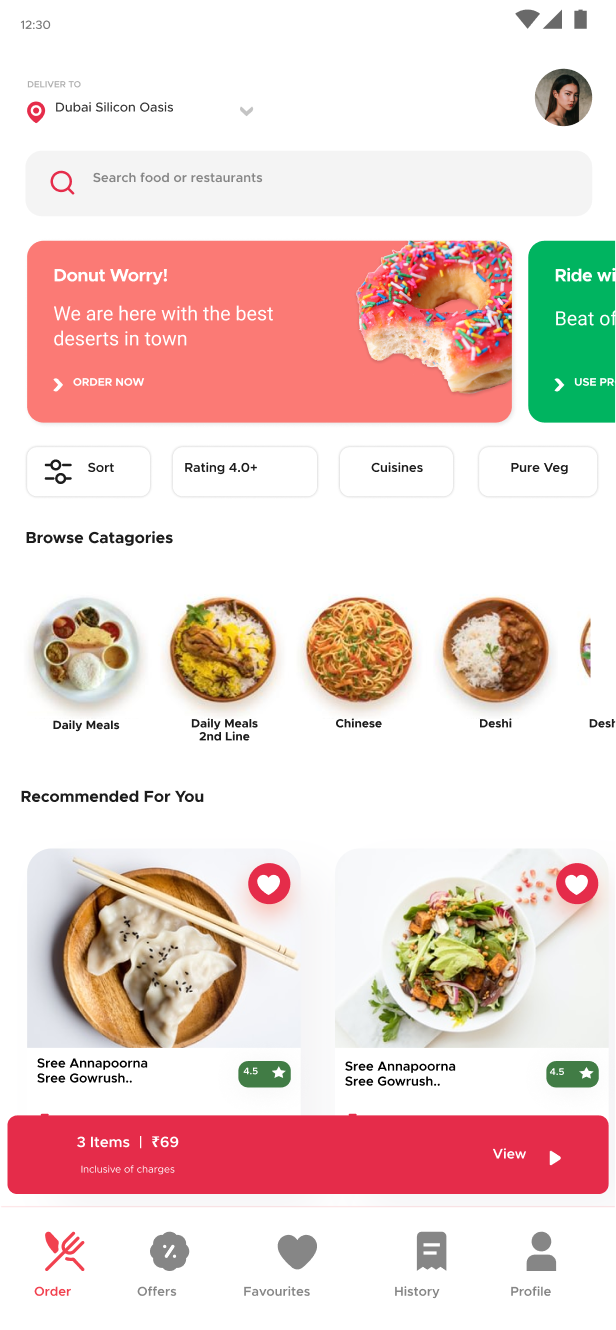 12:30
DELIVER TO
Dubai Silicon Oasis
Search food or restaurants
Donut Worry!
We are here with the best
deserts in town
ORDER NOW
Ride wi
Beat of
USE PR
Sort
Rating 4.0+
Cuisines
Pure Veg
Browse Catagories
Daily Meals
Daily Meals
2nd Line
Chinese
Deshi
Desh
Recommended For You
Sree Annapoorna
Sree Gowrush..
4.5
Sree Annapoorna
Sree Gowrush..
4.5
3 Items | ₹69
Inclusive of charges
View
Order
Offers
Favourites
History
Profile